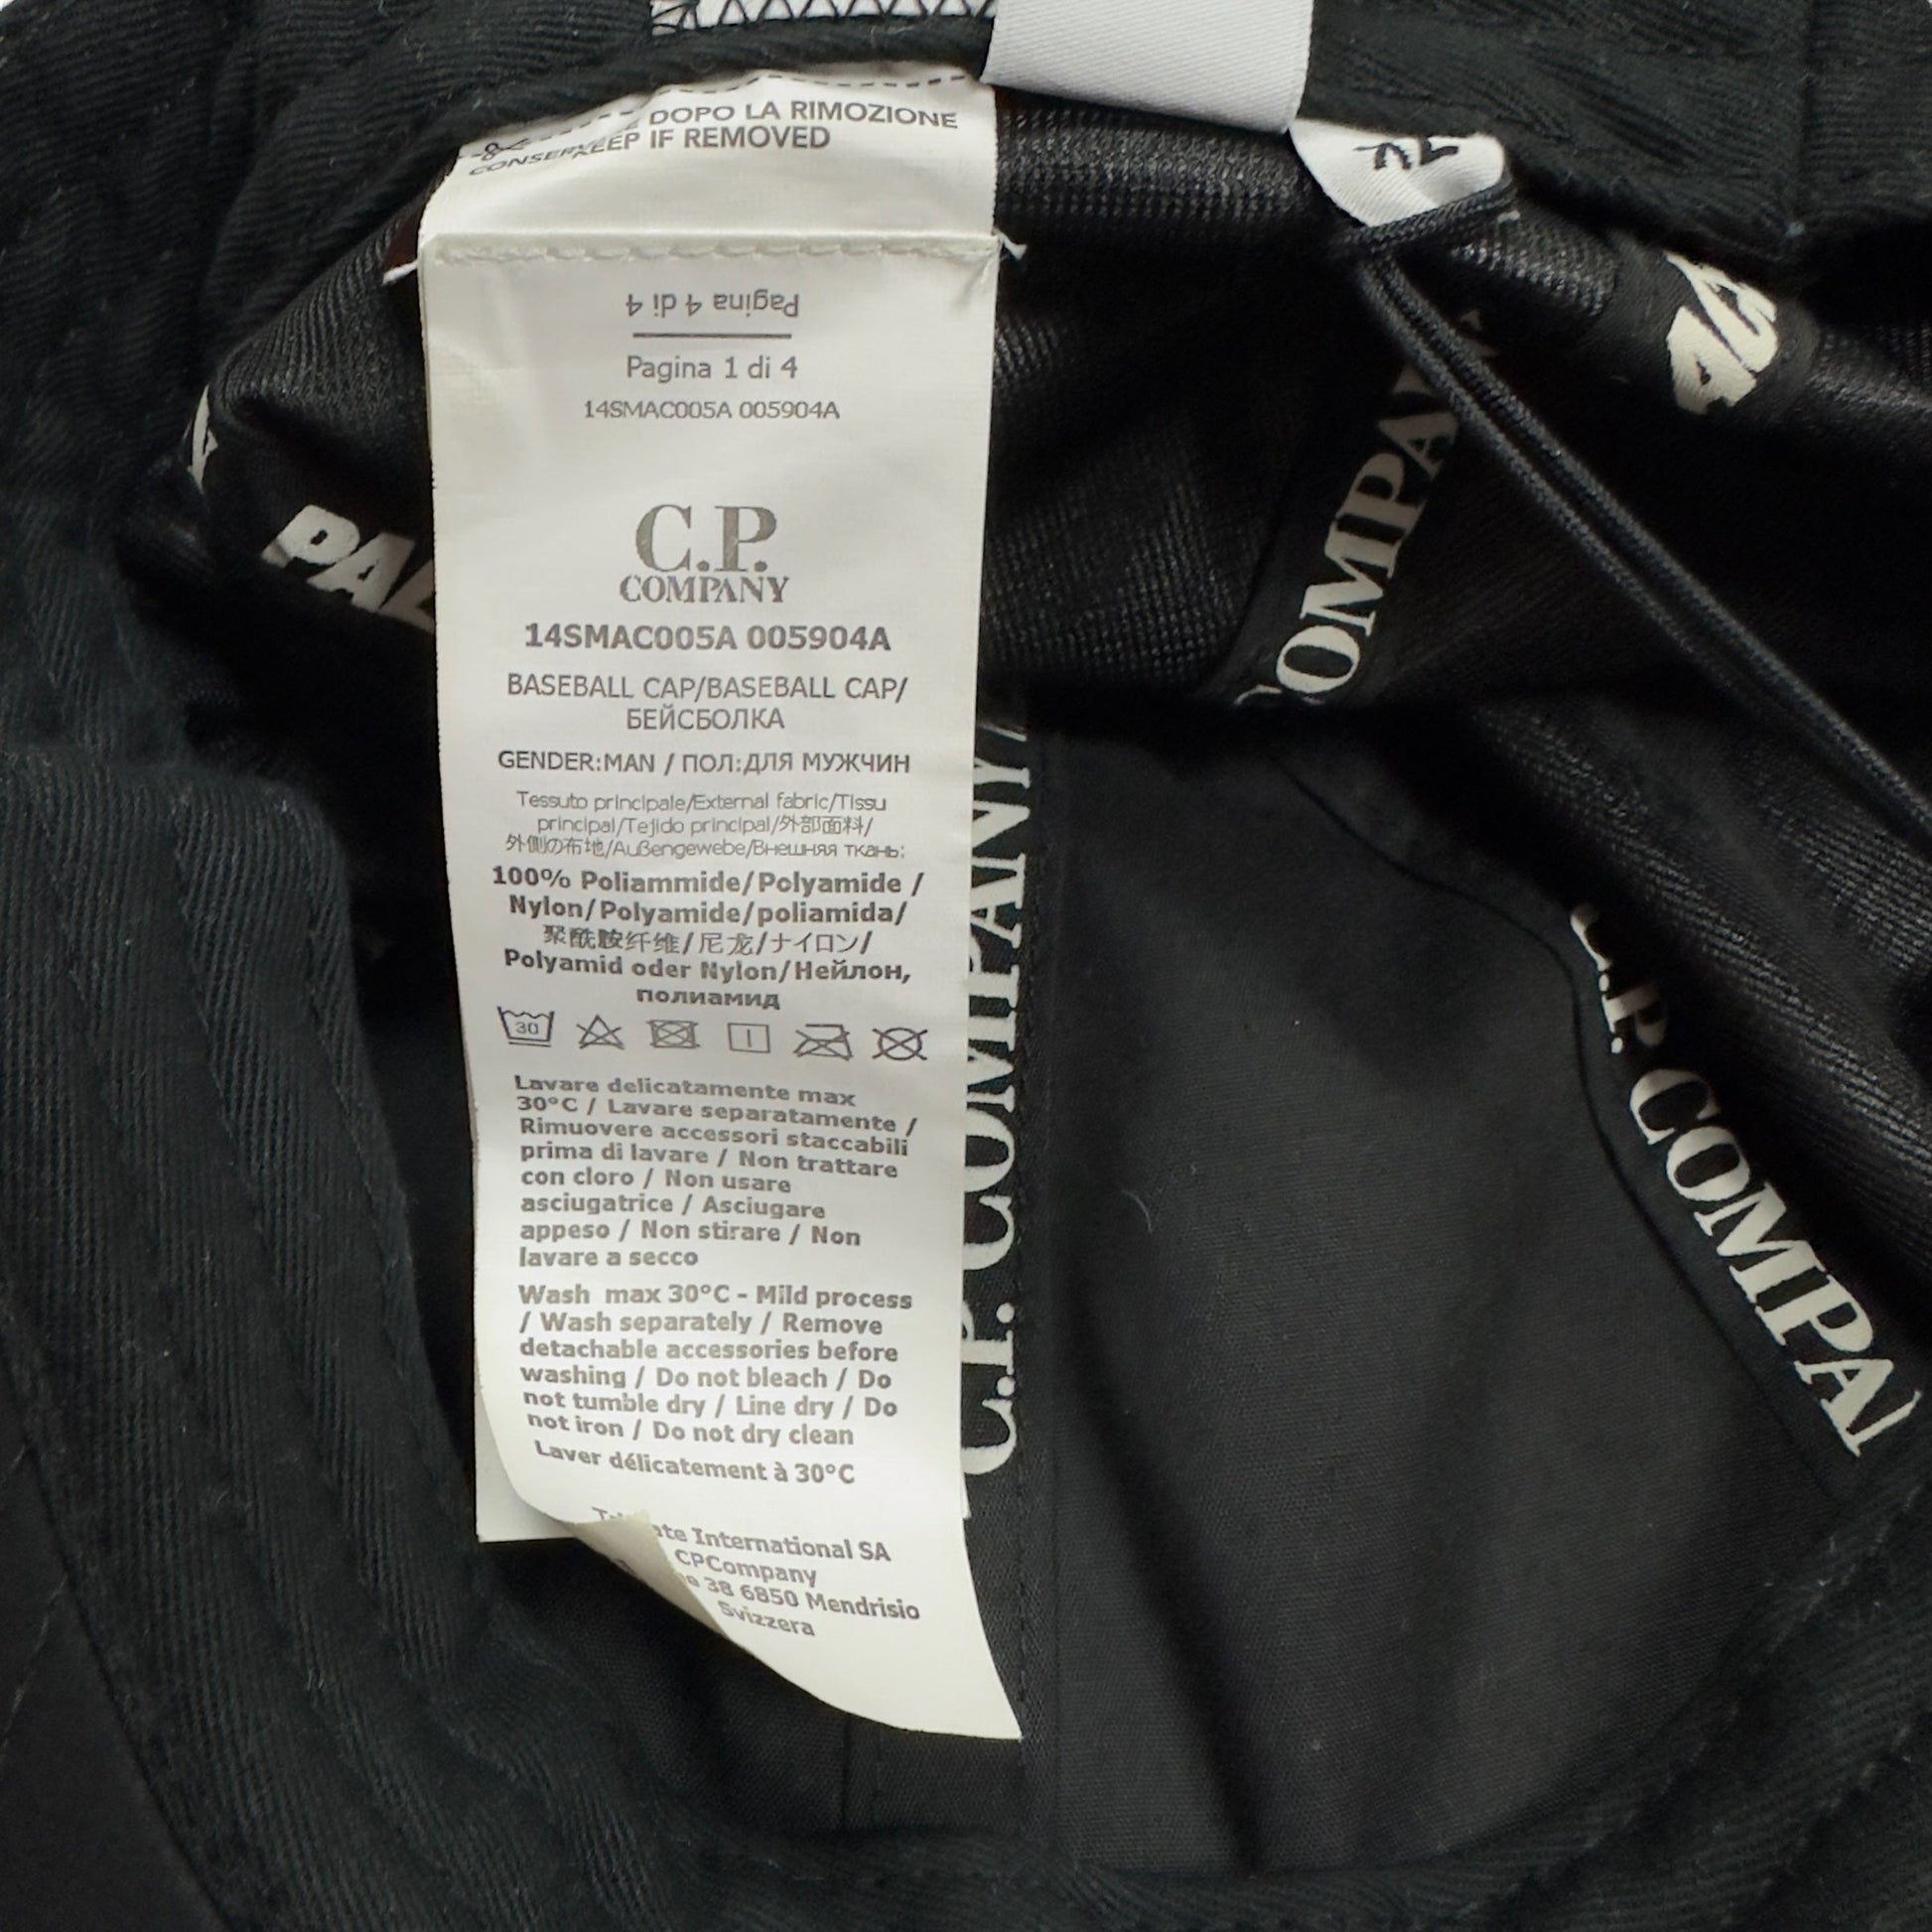 CONSERVARE DOPO LA RIMOZIONE
KEEP IF REMOVED
Pagina 4 di 4
Pagina 1 di 4
14SMAC005A 005904A
C.P.
COMPANY
14SMAC005A 005904A
BASEBALL CAP/BASEBALL CAP/
БЕЙСБОЛКА
GENDER:MAN / ПОЛ:ДЛЯ МУЖЧИН
Tessuto principale/External fabric/Tissu
principal/Tejido principal/外部面料/
外側の布地/Außengewebe/Внешняя ткань:
100% Poliammide/Polyamide /
Nylon/Polyamide/poliamida/
聚酰胺纤维/尼龙/ナイロン/
Polyamid oder Nylon/Нейлон,
полиамид
30
Lavare delicatamente max
30°C / Lavare separatamente /
Rimuovere accessori staccabili
prima di lavare / Non trattare
con cloro / Non usare
asciugatrice / Asciugare
appeso / Non stirare / Non
lavare a secco
Wash max 30°C - Mild process
/ Wash separately / Remove
detachable accessories before
washing / Do not bleach / Do
not tumble dry / Line dry / Do
not iron / Do not dry clean
Laver délicatement à 30°C
International SA
CPCompany
38 6850 Mendrisio
Svizzera
PAL
OMPA
C.P. COMPANY
C.P. COMPA